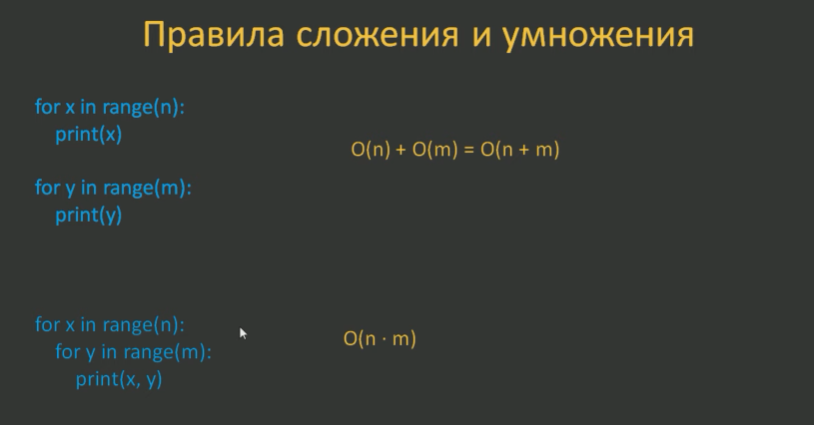 Правила сложения и умножения
for x in range(n):
    print(x)
O(n) + O(m) = O(n + m)
for y in range(m):
    print(y)
for x in range(n):
    for y in range(m):
        print(x, y)
O(n · m)